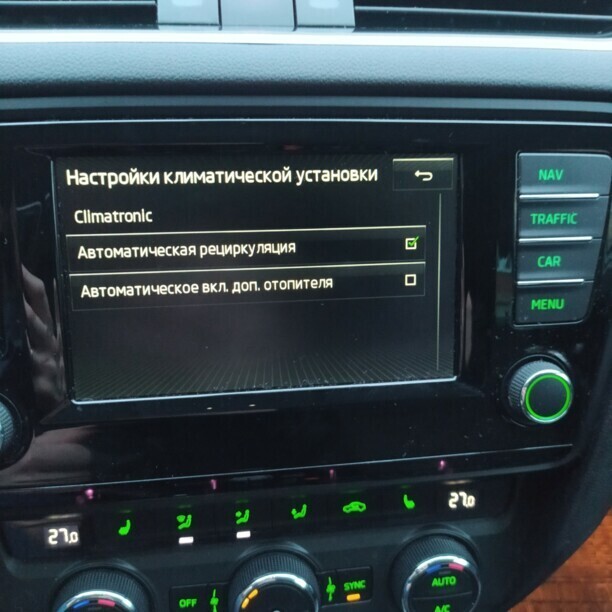 Настройки климатической установки
Climatronic
Автоматическая рециркуляция
Автоматическое вкл. доп. отопителя
NAV
TRAFFIC
CAR
MENU
27.0
27.0
OFF
SYNC
AUTO
A/C